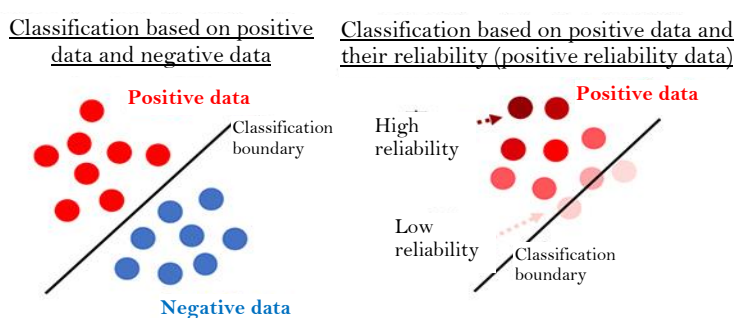 Classification based on positive
data and negative data
Positive data
Classification
boundary
Negative data
Classification based on positive data and
their reliability (positive reliability data)
Positive data
High
reliability
Low
reliability
Classification
boundary